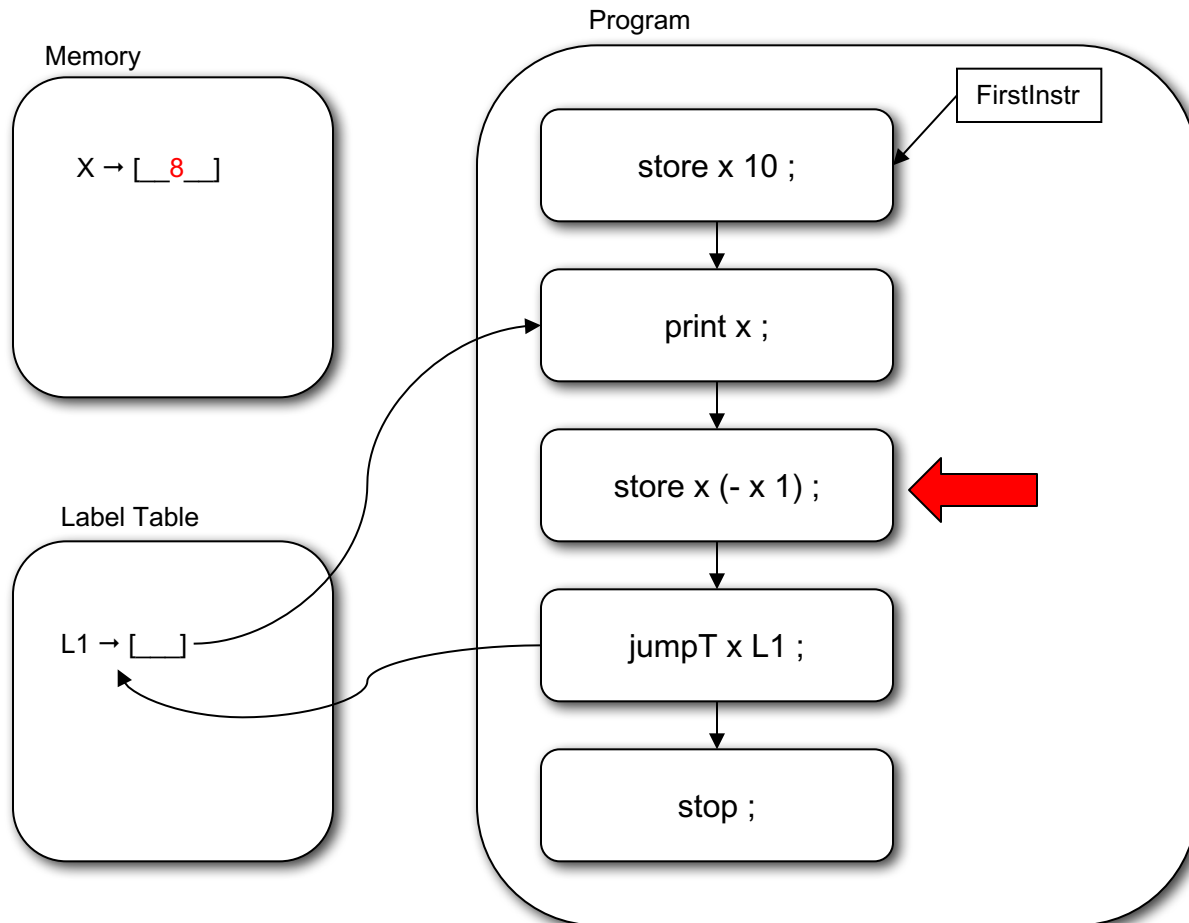 Program
Memory
FirstInstr
X → [__8__]
store x 10 ;
print x ;
store x (- x 1) ;
Label Table
L1 → [___]
jumpT x L1 ;
stop ;